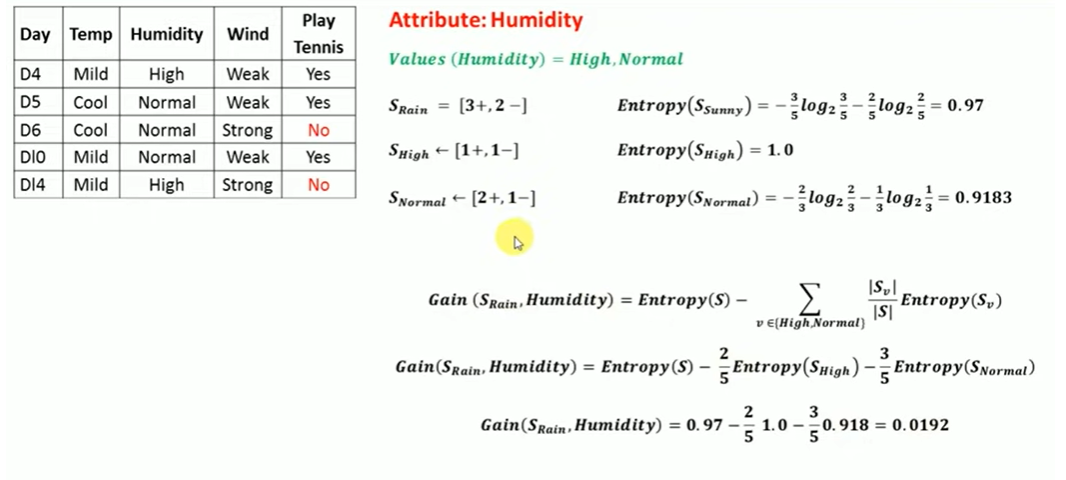 Day Temp Humidity Wind Play Tennis
D4 Mild High Weak Yes
D5 Cool Normal Weak Yes
D6 Cool Normal Strong No
Dl0 Mild Normal Weak Yes
Dl4 Mild High Strong No
Attribute: Humidity
Values (Humidity) = High, Normal
S_Rain = [3+, 2 −] Entropy(S_Sunny) = −3/5 log₂ 3/5 − 2/5 log₂ 2/5 = 0.97
S_High ← [1+, 1−] Entropy(S_High) = 1.0
S_Normal ← [2+, 1−] Entropy(S_Normal) = −2/3 log₂ 2/3 − 1/3 log₂ 1/3 = 0.9183
Gain (S_Rain, Humidity) = Entropy(S) − ∑ v ∈{High,Normal} |S_v|/|S| Entropy(S_v)
Gain(S_Rain, Humidity) = Entropy(S) − 2/5 Entropy(S_High) − 3/5 Entropy(S_Normal)
Gain(S_Rain, Humidity) = 0.97 − 2/5 1.0 − 3/5 0.918 = 0.0192